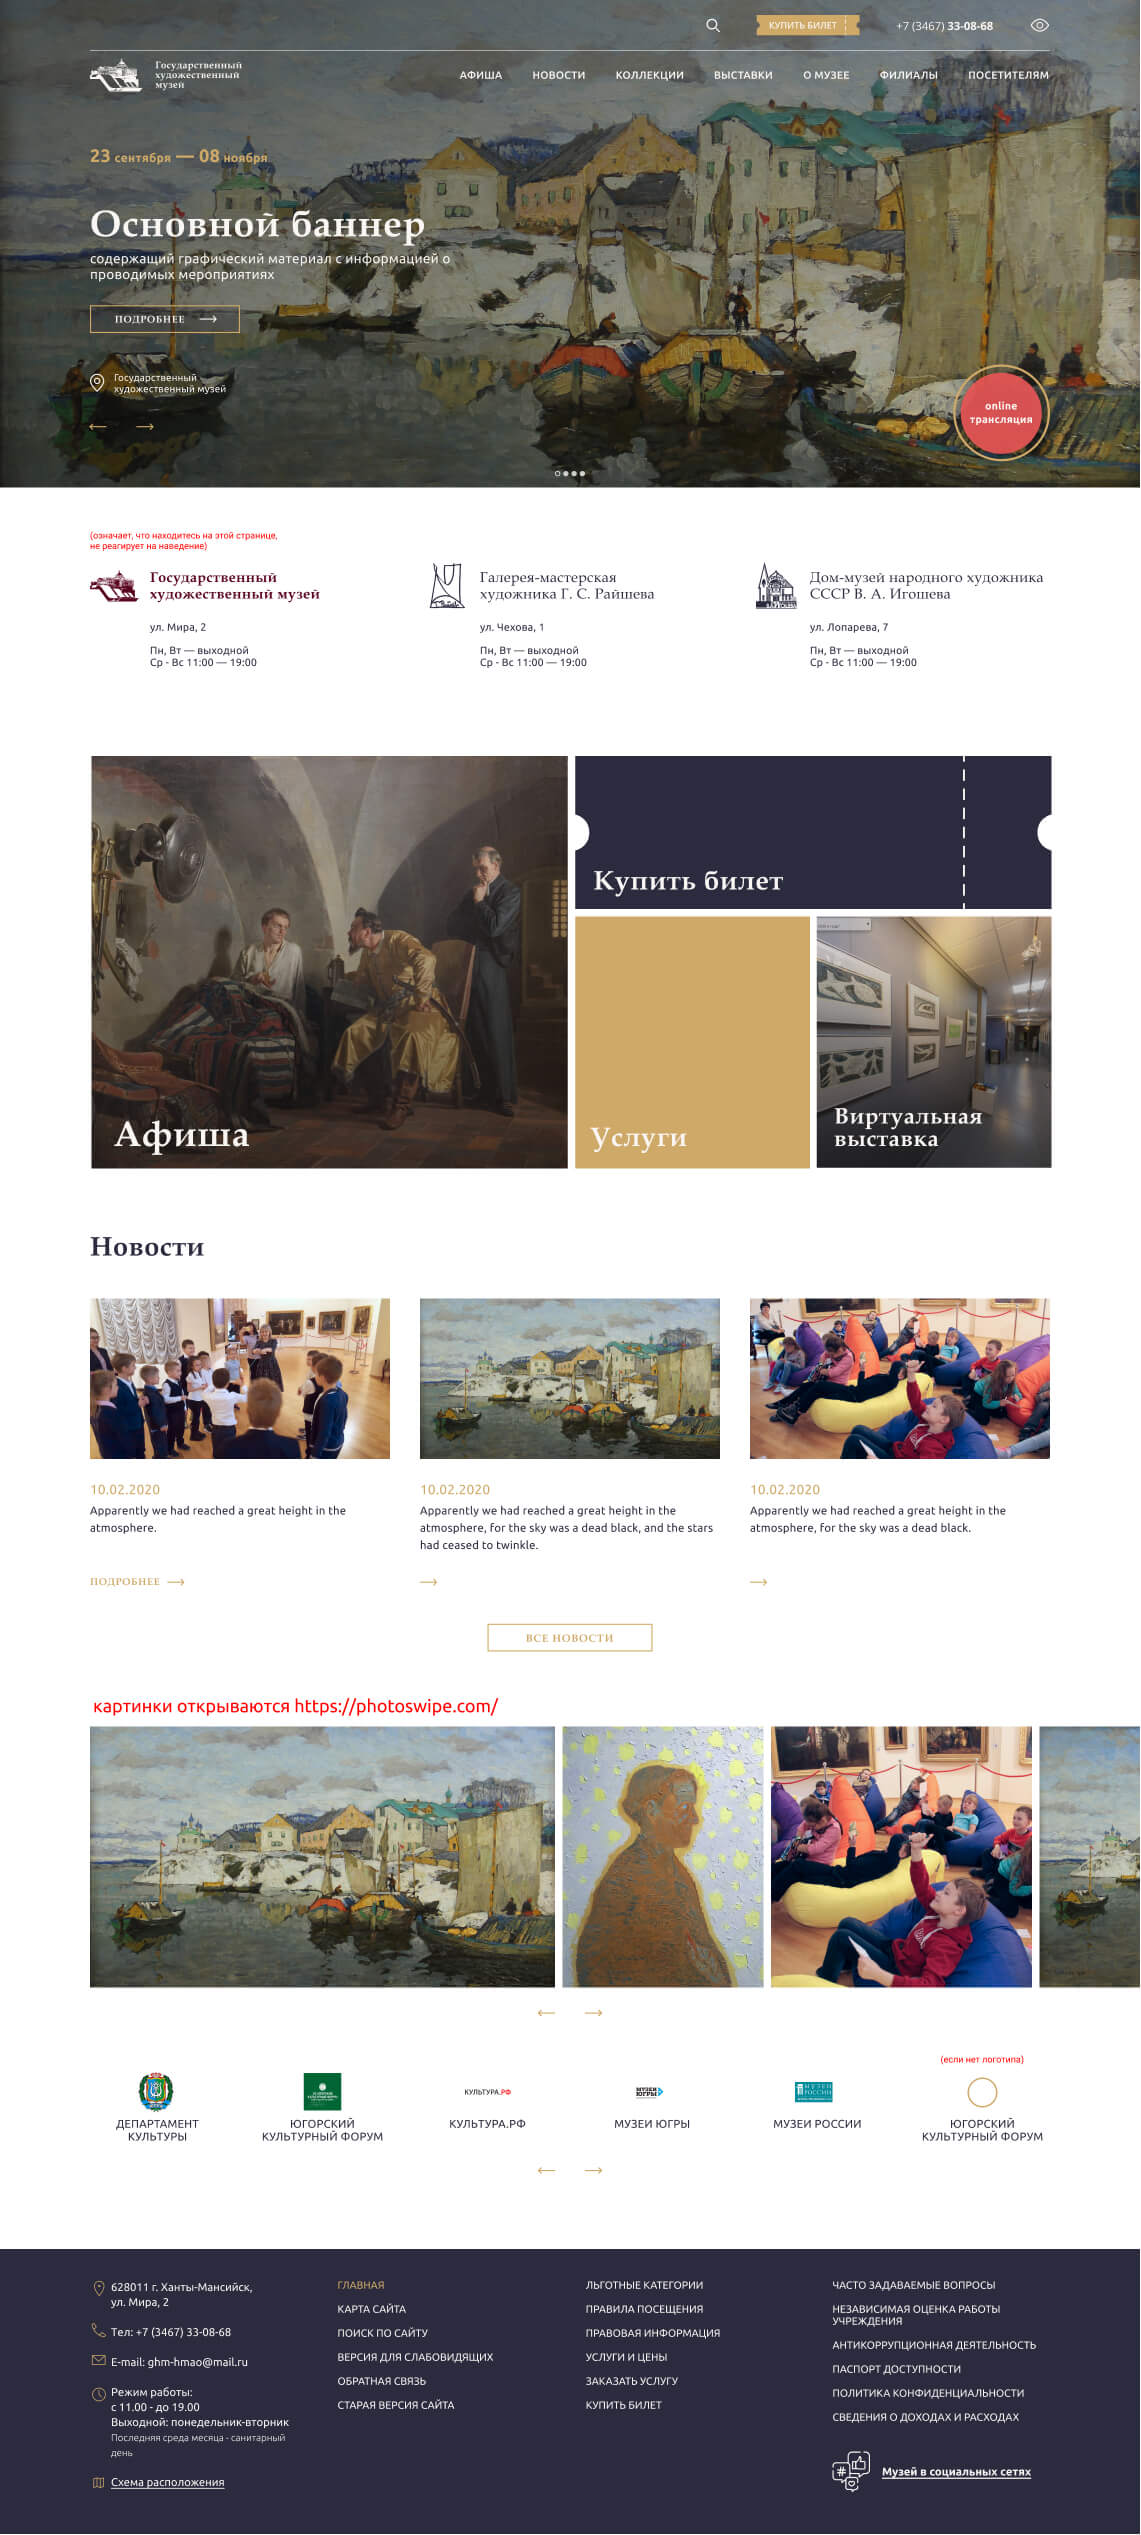 КУПИТЬ БИЛЕТ
+7 (3467) 33-08-68
Государственный
художественный
музей
АФИША
НОВОСТИ
КОЛЛЕКЦИИ
ВЫСТАВКИ
О МУЗЕЕ
ФИЛИАЛЫ
ПОСЕТИТЕЛЯМ
23 сентября — 08 ноября
Основной баннер
содержащий графический материал с информацией о
проводимых мероприятиях
ПОДРОБНЕЕ
Государственный
художественный музей
online
трансляция
(означает, что находитесь на этой странице,
не реагирует на наведение)
Государственный
художественный музей
ул. Мира, 2
Пн, Вт — выходной
Ср - Вс 11:00 — 19:00
Галерея-мастерская
художника Г. С. Райшева
ул. Чехова, 1
Пн, Вт — выходной
Ср - Вс 11:00 — 19:00
Дом-музей народного художника
СССР В. А. Игошева
ул. Лопарева, 7
Пн, Вт — выходной
Ср - Вс 11:00 — 19:00
Афиша
Купить билет
Услуги
Виртуальная
выставка
Новости
10.02.2020
Apparently we had reached a great height in the
atmosphere.
ПОДРОБНЕЕ
10.02.2020
Apparently we had reached a great height in the
atmosphere, for the sky was a dead black, and the stars
had ceased to twinkle.
10.02.2020
Apparently we had reached a great height in the
atmosphere, for the sky was a dead black.
ВСЕ НОВОСТИ
картинки открываются https://photoswipe.com/
(если нет логотипа)
ДЕПАРТАМЕНТ
КУЛЬТУРЫ
ЮГОРСКИЙ
КУЛЬТУРНЫЙ ФОРУМ
КУЛЬТУРА.РФ
КУЛЬТУРА.РФ
МУЗЕИ
ЮГРЫ
МУЗЕИ ЮГРЫ
МУЗЕИ
РОССИИ
МУЗЕИ РОССИИ
ЮГОРСКИЙ
КУЛЬТУРНЫЙ ФОРУМ
628011 г. Ханты-Мансийск,
ул. Мира, 2
Тел: +7 (3467) 33-08-68
E-mail: ghm-hmao@mail.ru
Режим работы:
с 11.00 - до 19.00
Выходной: понедельник-вторник
Последняя среда месяца - санитарный
день
Схема расположения
ГЛАВНАЯ
КАРТА САЙТА
ПОИСК ПО САЙТУ
ВЕРСИЯ ДЛЯ СЛАБОВИДЯЩИХ
ОБРАТНАЯ СВЯЗЬ
СТАРАЯ ВЕРСИЯ САЙТА
ЛЬГОТНЫЕ КАТЕГОРИИ
ПРАВИЛА ПОСЕЩЕНИЯ
ПРАВОВАЯ ИНФОРМАЦИЯ
УСЛУГИ И ЦЕНЫ
ЗАКАЗАТЬ УСЛУГУ
КУПИТЬ БИЛЕТ
ЧАСТО ЗАДАВАЕМЫЕ ВОПРОСЫ
НЕЗАВИСИМАЯ ОЦЕНКА РАБОТЫ
УЧРЕЖДЕНИЯ
АНТИКОРРУПЦИОННАЯ ДЕЯТЕЛЬНОСТЬ
ПАСПОРТ ДОСТУПНОСТИ
ПОЛИТИКА КОНФИДЕНЦИАЛЬНОСТИ
СВЕДЕНИЯ О ДОХОДАХ И РАСХОДАХ
#
Музей в социальных сетях